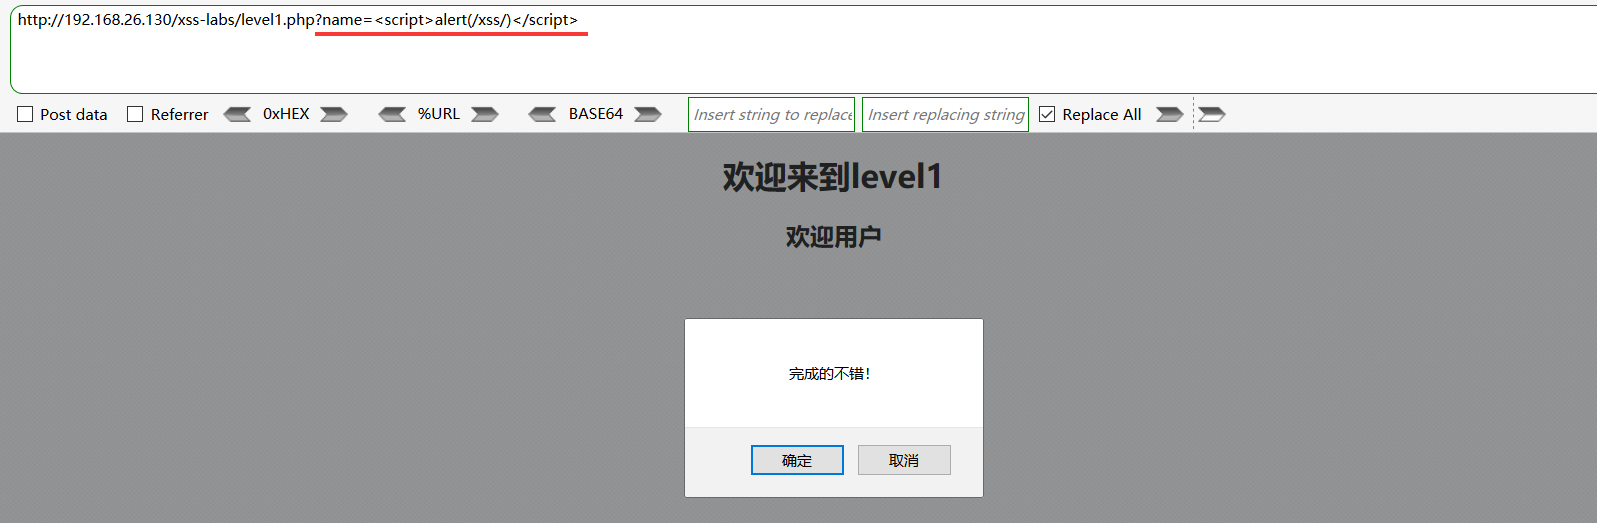 http://192.168.26.130/xss-labs/level1.php?name=<script>alert(/xss/)</script>
Post data Referrer 0xHEX %URL BASE64 Insert string to replace Insert replacing string Replace All
欢迎来到level1
欢迎用户
完成的不错!
确定 取消